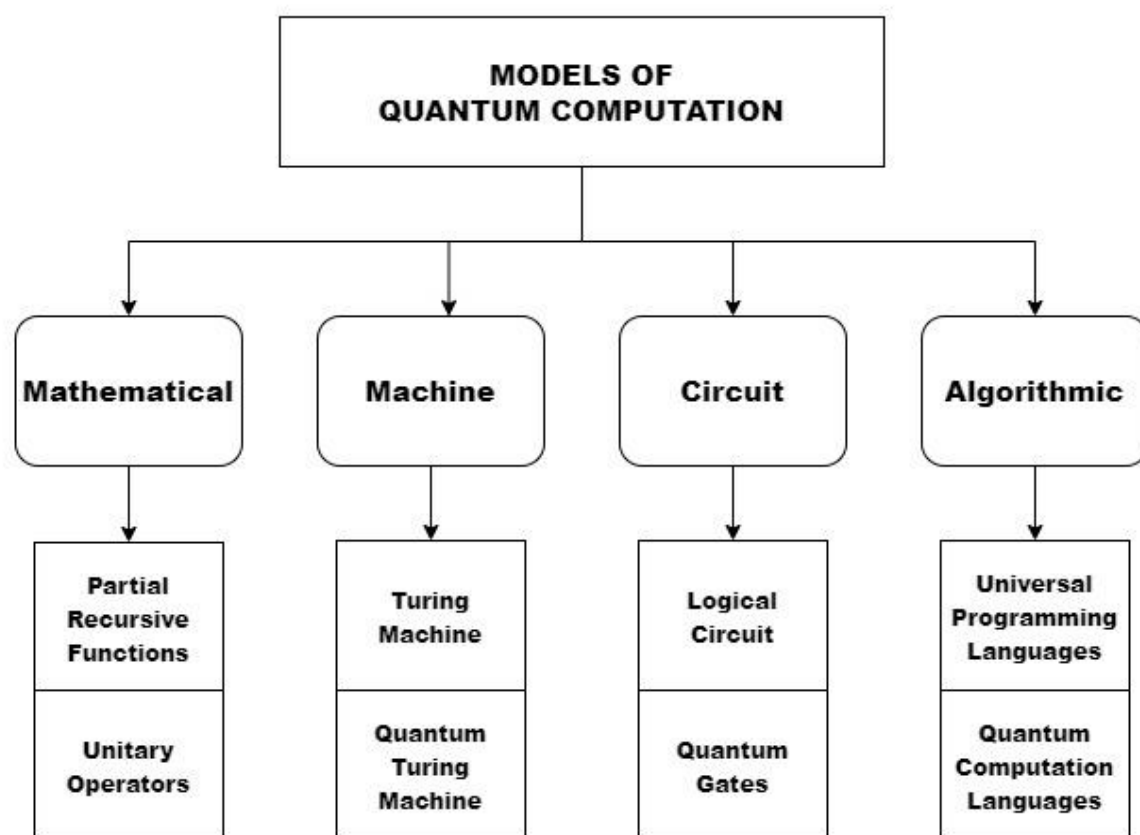 MODELS OF
QUANTUM COMPUTATION
Mathematical
Machine
Circuit
Algorithmic
Partial
Recursive
Functions
Turing
Machine
Logical
Circuit
Universal
Programming
Languages
Unitary
Operators
Quantum
Turing
Machine
Quantum
Gates
Quantum
Computation
Languages